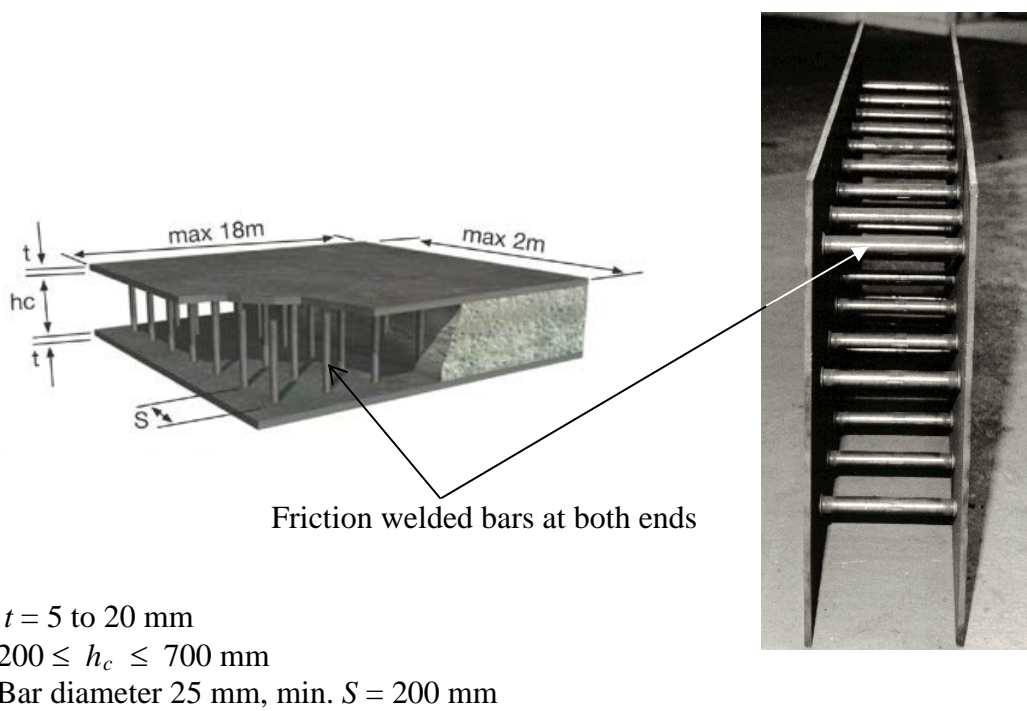 max 18m
max 2m
t
hc
t
S
Friction welded bars at both ends
t = 5 to 20 mm
200 ≤ h_c ≤ 700 mm
Bar diameter 25 mm, min. S = 200 mm